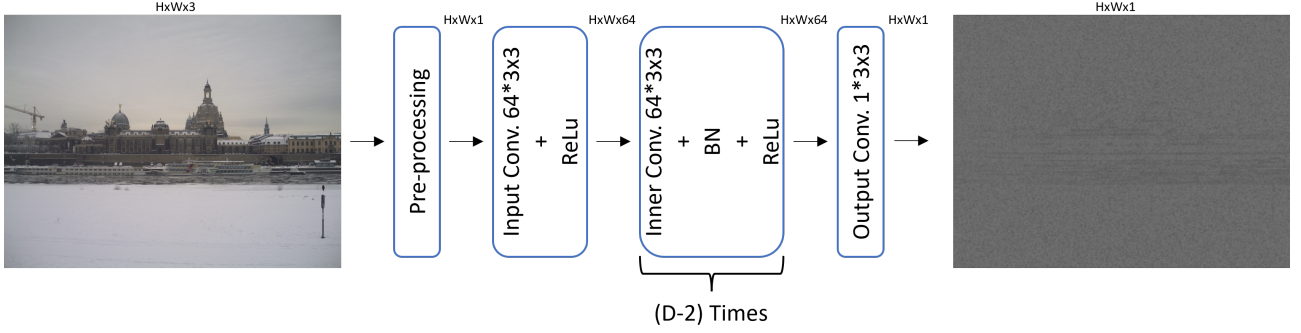 HxWx3
HxWx1
HxWx64
HxWx64
HxWx1
HxWx1
Pre-processing
Input Conv. 64*3x3
+
ReLu
Inner Conv. 64*3x3
+
BN
+
ReLu
Output Conv. 1*3x3
(D-2) Times